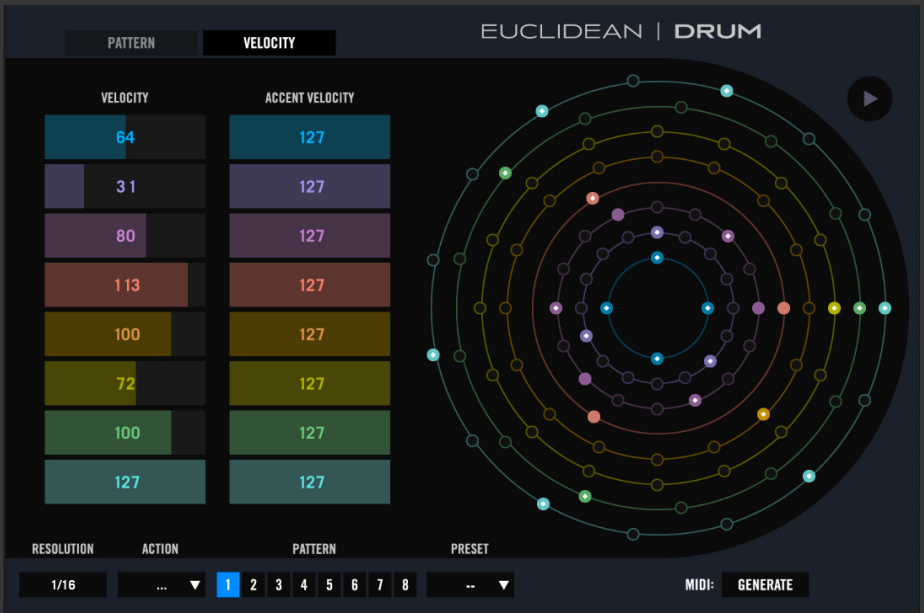 EUCLIDEAN | DRUM
PATTERN VELOCITY
VELOCITY ACCENT VELOCITY
64 127
31 127
80 127
113 127
100 127
72 127
100 127
127 127
RESOLUTION ACTION PATTERN PRESET
1/16 ... 1 2 3 4 5 6 7 8 -- MIDI: GENERATE